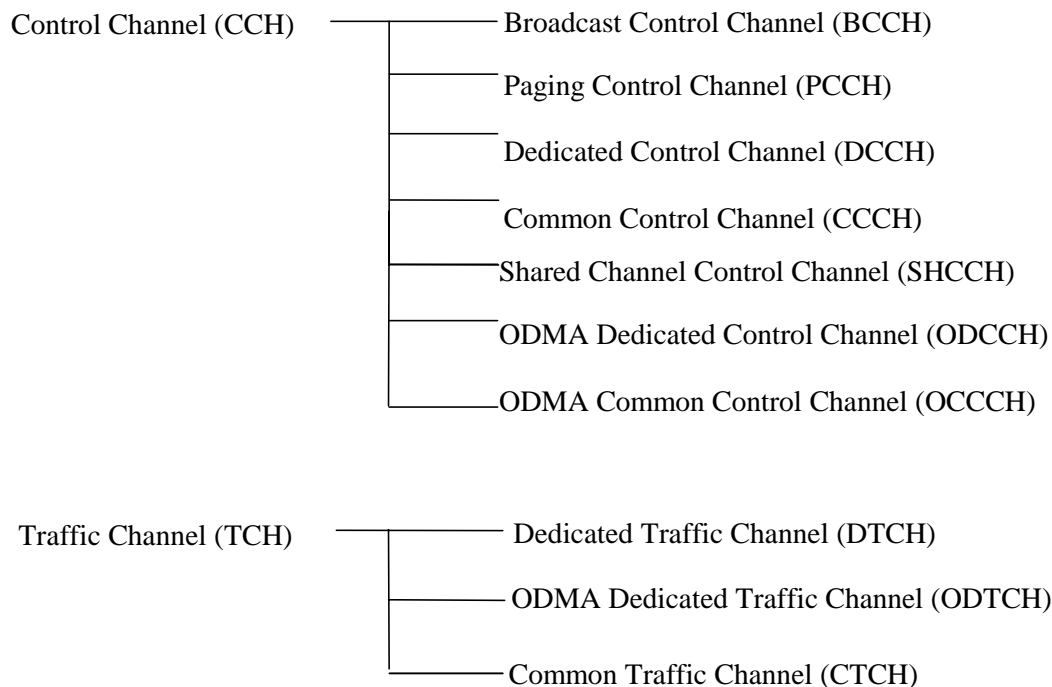 Control Channel (CCH)
Broadcast Control Channel (BCCH)
Paging Control Channel (PCCH)
Dedicated Control Channel (DCCH)
Common Control Channel (CCCH)
Shared Channel Control Channel (SHCCH)
ODMA Dedicated Control Channel (ODCCH)
ODMA Common Control Channel (OCCCH)
Traffic Channel (TCH)
Dedicated Traffic Channel (DTCH)
ODMA Dedicated Traffic Channel (ODTCH)
Common Traffic Channel (CTCH)